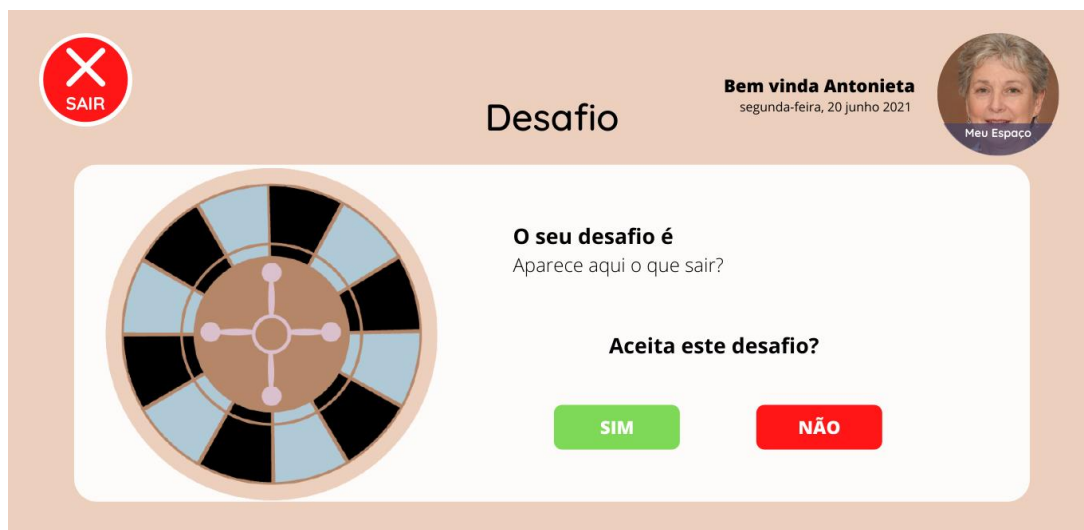 SAIR
Desafio
Bem vinda Antonieta
segunda-feira, 20 junho 2021
Meu Espaço
O seu desafio é
Aparece aqui o que sair?
Aceita este desafio?
SIM
NÃO